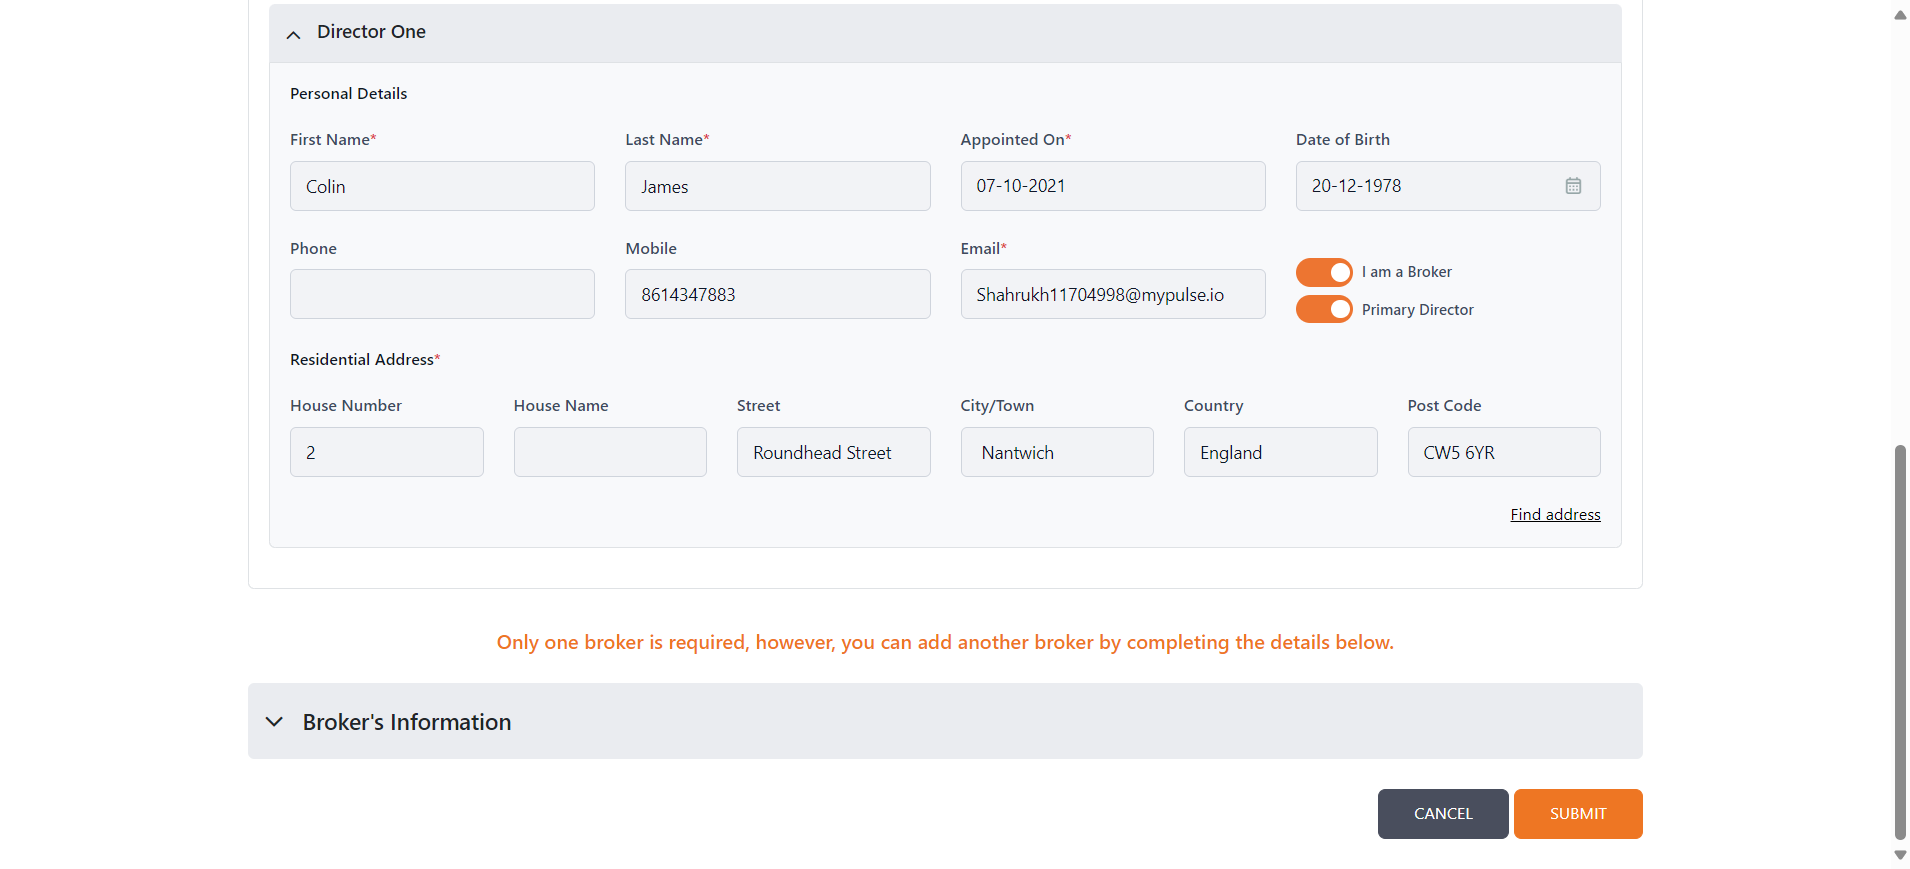 Director One
Personal Details
First Name* Last Name* Appointed On* Date of Birth
Colin James 07-10-2021 20-12-1978
Phone Mobile Email*
I am a Broker
8614347883 Shahrukh11704998@mypulse.io
Primary Director
Residential Address*
House Number House Name Street City/Town Country Post Code
2 Roundhead Street Nantwich England CW5 6YR
Find address
Only one broker is required, however, you can add another broker by completing the details below.
Broker's Information
CANCEL SUBMIT